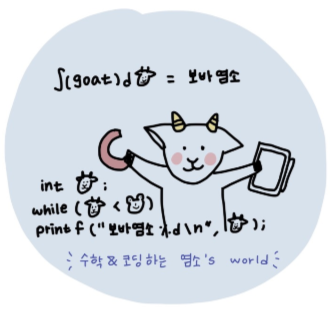 ∫(goat)d🐮 = 보바 염소
int 🐮;
while (🐮 < 🐭)
printf("보바염소 %d\n", 🐮);
수학 & 코딩하는 염소's world